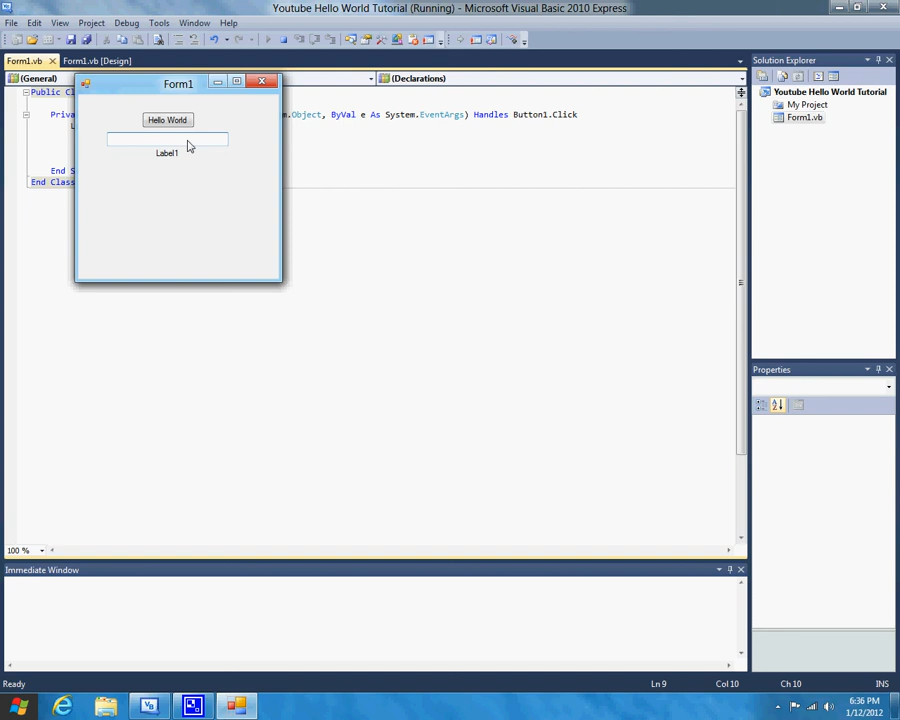 Youtube Hello World Tutorial (Running) - Microsoft Visual Basic 2010 Express
File Edit View Project Debug Tools Window Help
Form1.vb Form1.vb [Design]
(General) (Declarations)
Public Cl
Priva m.Object, ByVal e As System.EventArgs) Handles Button1.Click
L
End S
End Class
Form1
Hello World
Label1
Solution Explorer
Youtube Hello World Tutorial
My Project
Form1.vb
Properties
100 %
Immediate Window
Ready Ln 9 Col 10 Ch 10 INS
6:36 PM
1/12/2012